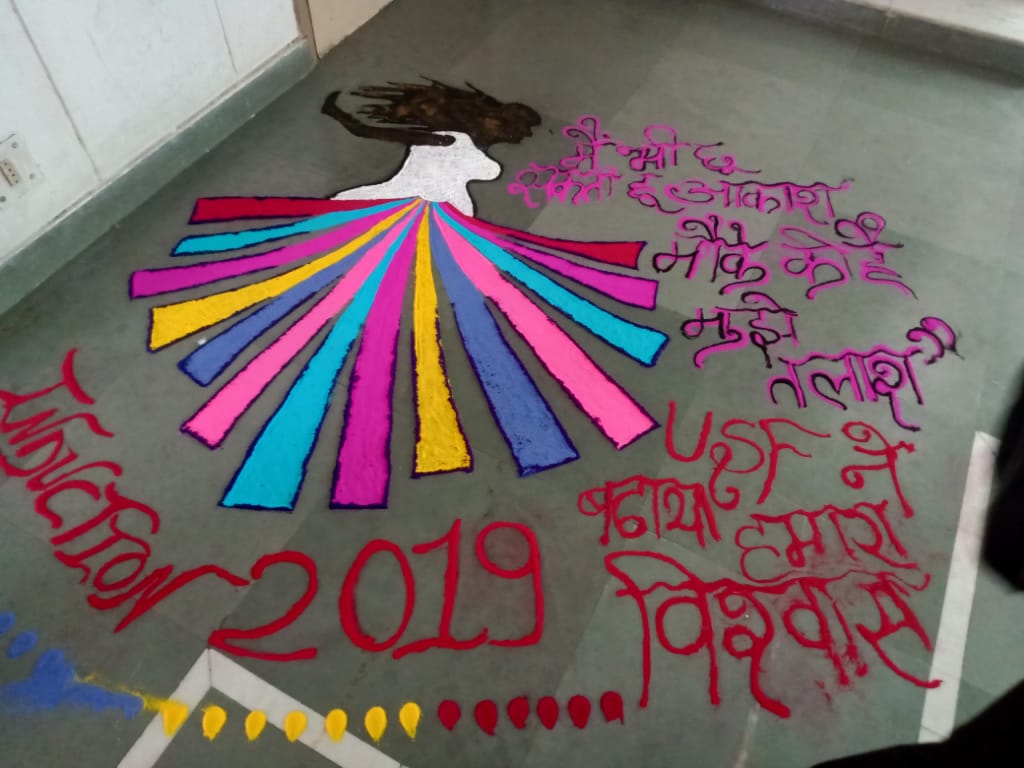 मैं भी छू
सकता हूँ आकाश
मौके की है
मुझे
तलाश
USF ने
बढाया हमारा
विश्वास
INDUCTION 2019